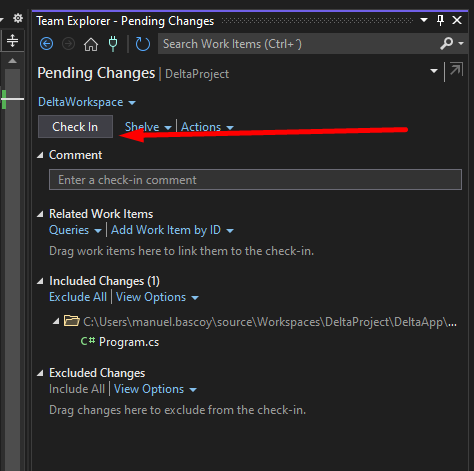 Team Explorer - Pending Changes
Search Work Items (Ctrl+´)
Pending Changes | DeltaProject
DeltaWorkspace
Check In Shelve | Actions
Comment
Enter a check-in comment
Related Work Items
Queries | Add Work Item by ID
Drag work items here to link them to the check-in.
Included Changes (1)
Exclude All | View Options
C:\Users\manuel.bascoy\source\Workspaces\DeltaProject\DeltaApp\...
C# Program.cs
Excluded Changes
Include All | View Options
Drag changes here to exclude from the check-in.